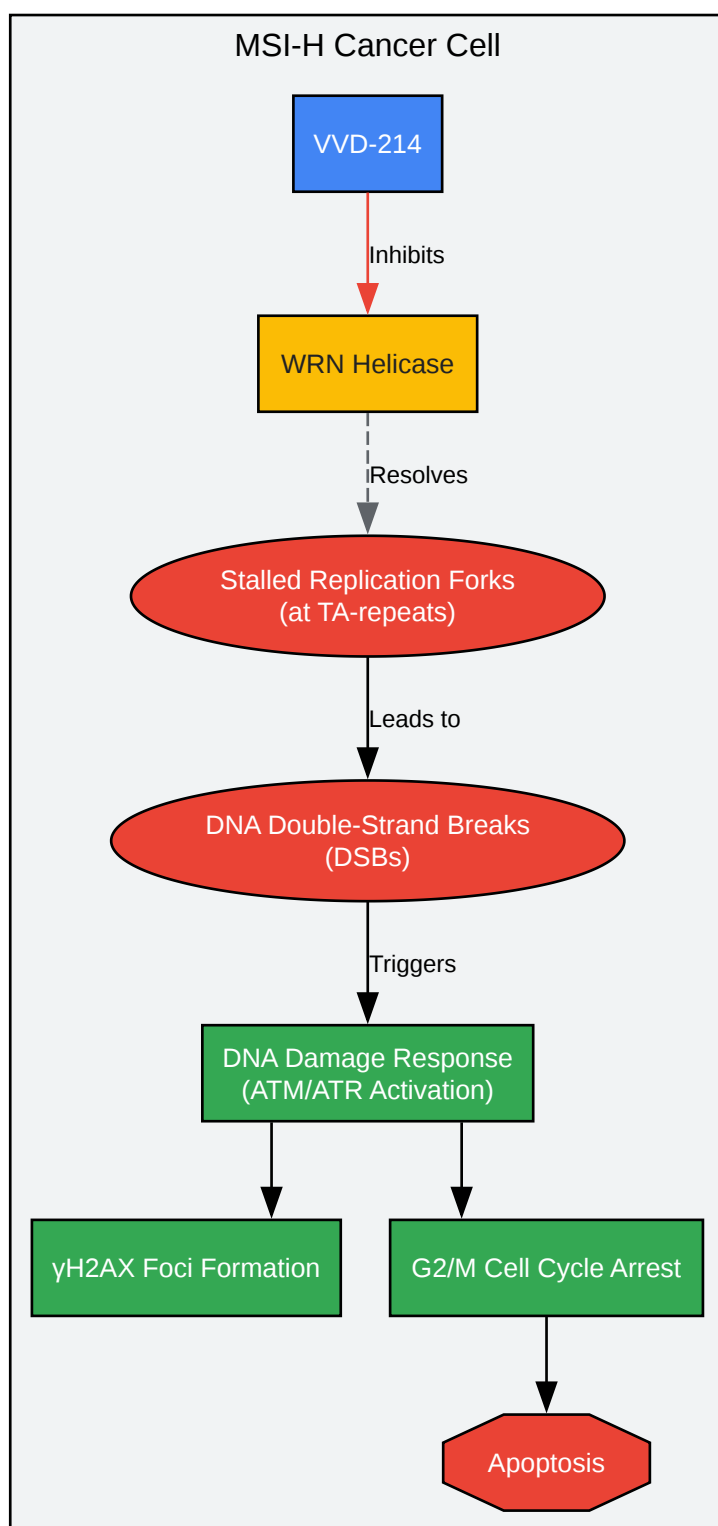 MSI-H Cancer Cell
VVD-214
Inhibits
WRN Helicase
Resolves
Stalled Replication Forks
(at TA-repeats)
Leads to
DNA Double-Strand Breaks
(DSBs)
Triggers
DNA Damage Response
(ATM/ATR Activation)
γH2AX Foci Formation
G2/M Cell Cycle Arrest
Apoptosis